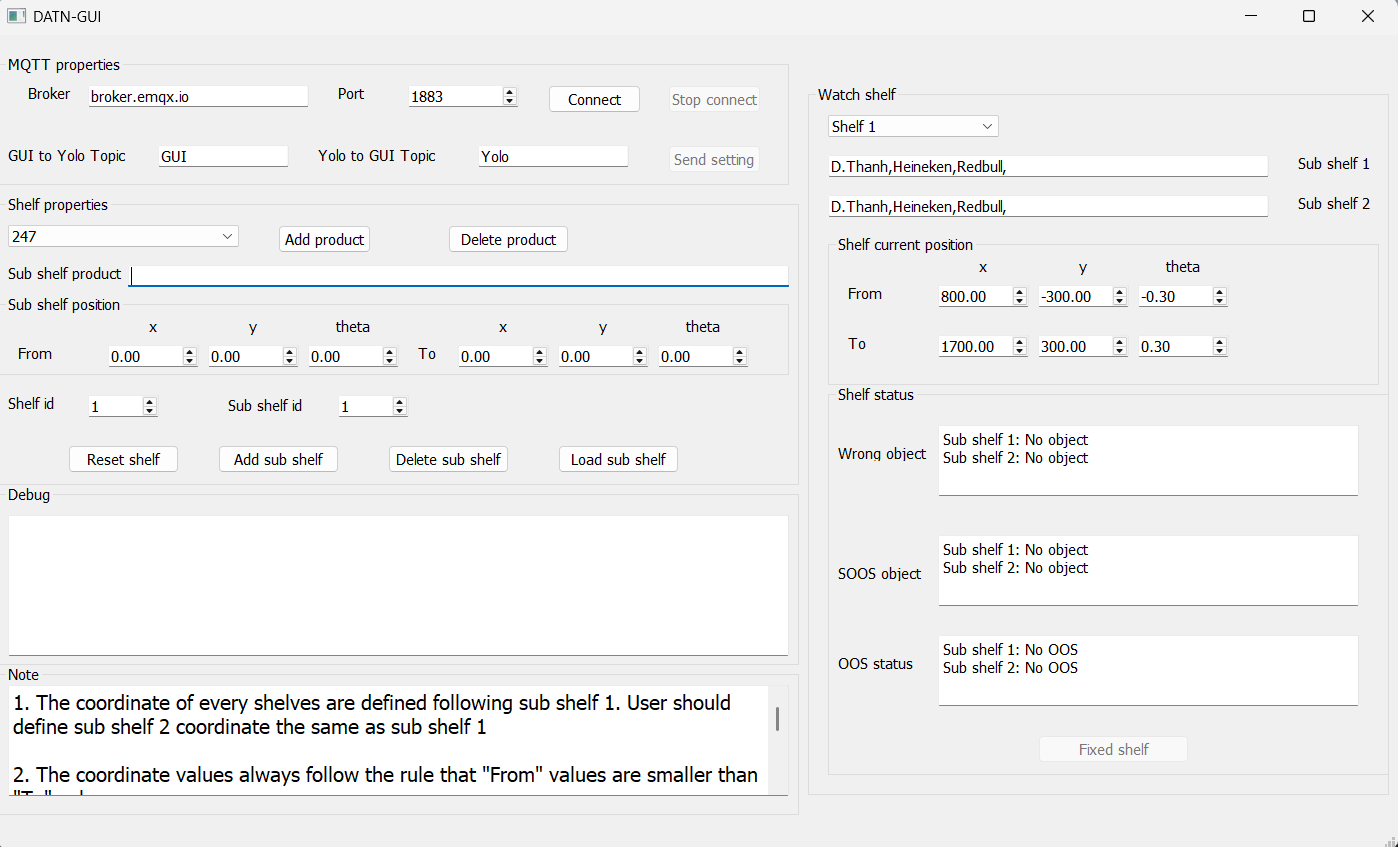 DATN-GUI
MQTT properties
Broker broker.emqx.io Port 1883 Connect Stop connect
GUI to Yolo Topic GUI Yolo to GUI Topic Yolo Send setting
Shelf properties
247 Add product Delete product
Sub shelf product
Sub shelf position
x y theta x y theta
From 0.00 0.00 0.00 To 0.00 0.00 0.00
Shelf id 1 Sub shelf id 1
Reset shelf Add sub shelf Delete sub shelf Load sub shelf
Debug
Note
1. The coordinate of every shelves are defined following sub shelf 1. User should
define sub shelf 2 coordinate the same as sub shelf 1
2. The coordinate values always follow the rule that "From" values are smaller than
Watch shelf
Shelf 1
D.Thanh,Heineken,Redbull, Sub shelf 1
D.Thanh,Heineken,Redbull, Sub shelf 2
Shelf current position
x y theta
From 800.00 -300.00 -0.30
To 1700.00 300.00 0.30
Shelf status
Wrong object
Sub shelf 1: No object
Sub shelf 2: No object
SOOS object
Sub shelf 1: No object
Sub shelf 2: No object
OOS status
Sub shelf 1: No OOS
Sub shelf 2: No OOS
Fixed shelf